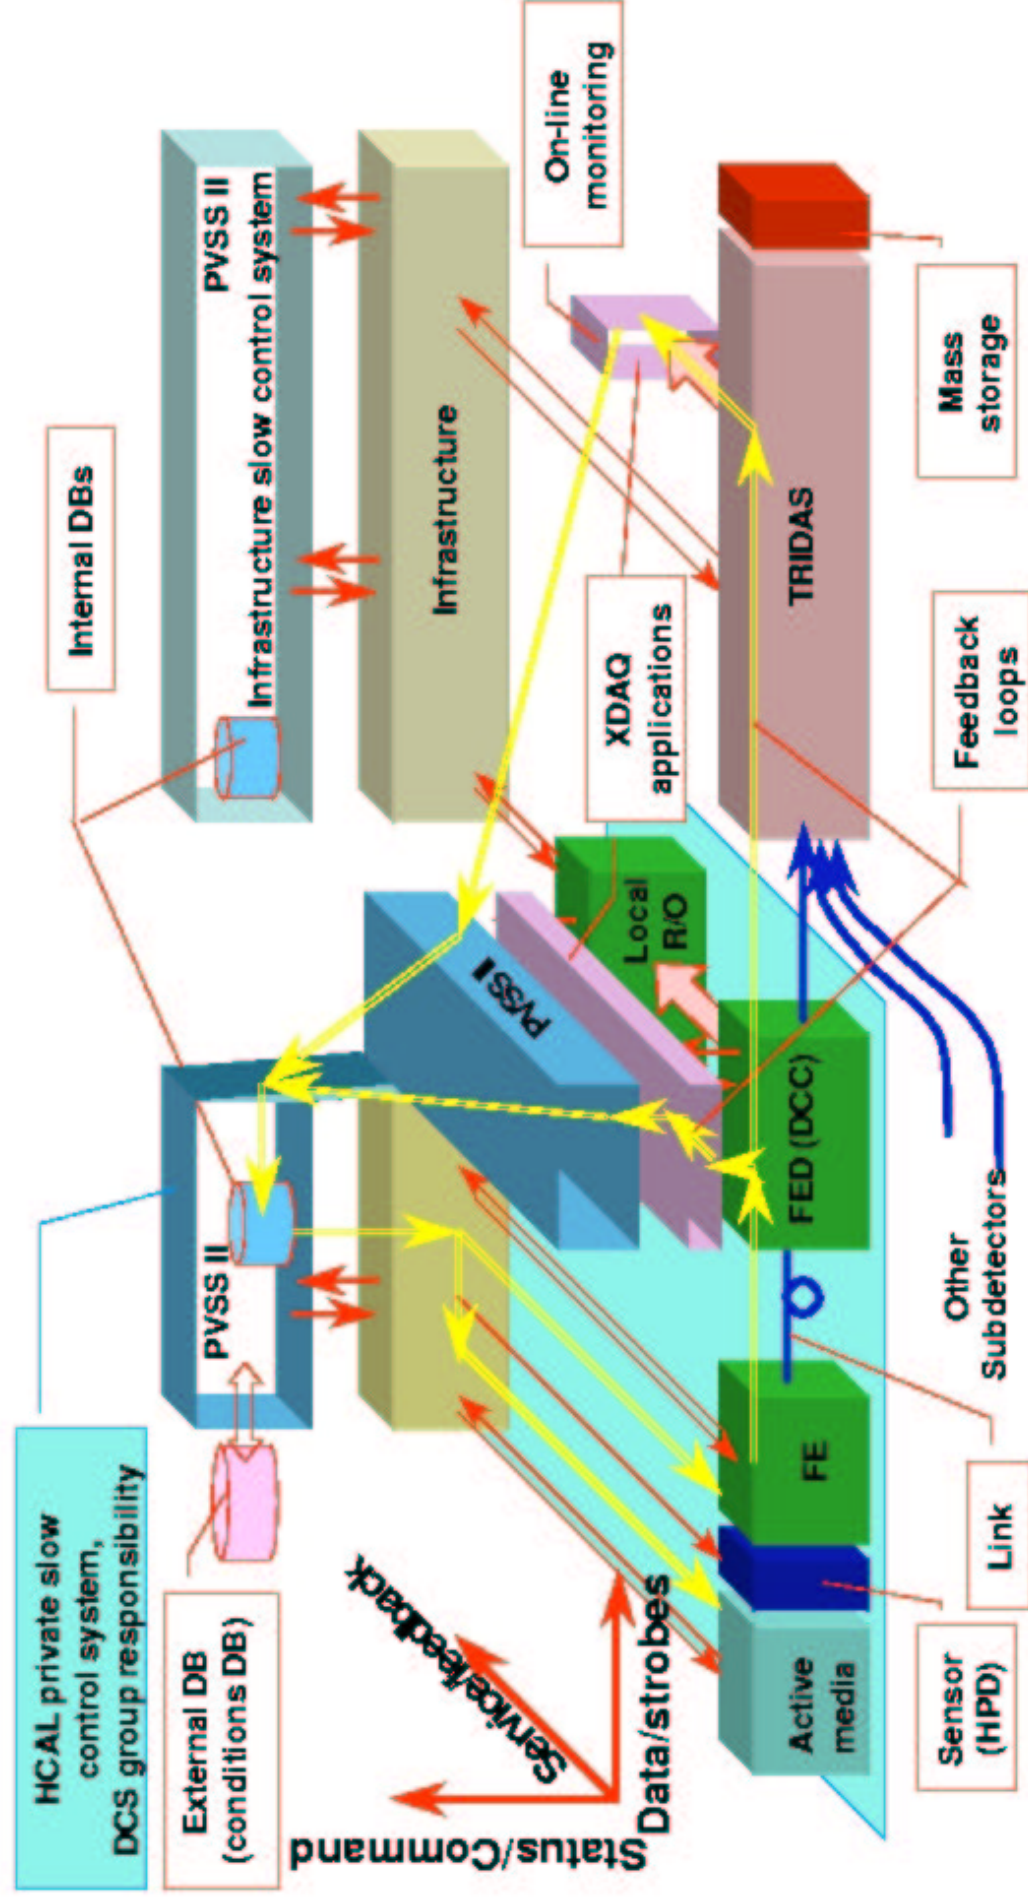 HCAL private slow
control system,
DCS group responsibility
External DB
(conditions DB)
Internal DBs
PVSS II
PVSS II
Infrastructure slow control system
Infrastructure
PVSS II
On-line
monitoring
XDAQ
applications
Local
R/O
Status/Command
Service/feedback
Data/strobes
Active
media
FE
FED (DCC)
TRIDAS
Sensor
(HPD)
Link
Other
Subdetectors
Feedback
loops
Mass
storage